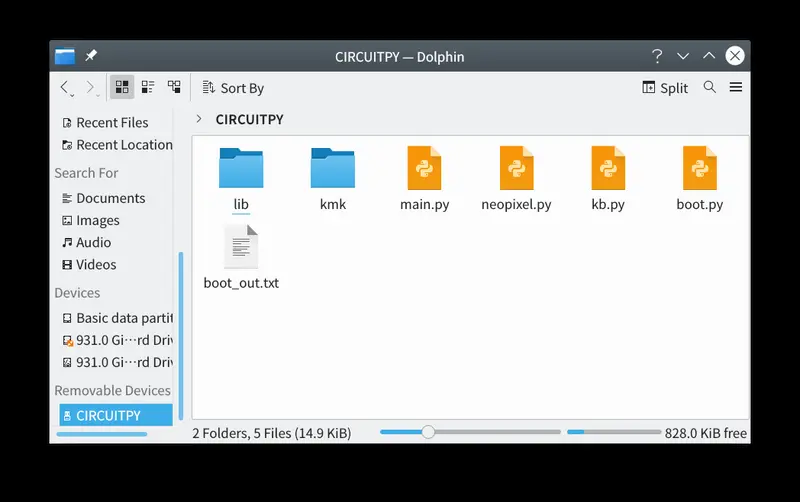 CIRCUITPY — Dolphin
Sort By
Split
Recent Files
Recent Location
Search For
Documents
Images
Audio
Videos
Devices
Basic data partit
931.0 Gi···rd Driv
931.0 Gi···rd Driv
Removable Devices
CIRCUITPY
CIRCUITPY
lib kmk main.py neopixel.py kb.py boot.py
boot_out.txt
2 Folders, 5 Files (14.9 KiB) 828.0 KiB free